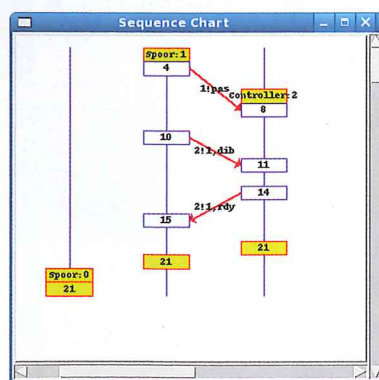 Sequence Chart
Spoor:1
4
1!pas
Controller:2
8
10
2!1,dib
11
14
2!1,rdy
15
21
21
Spoor:0
21